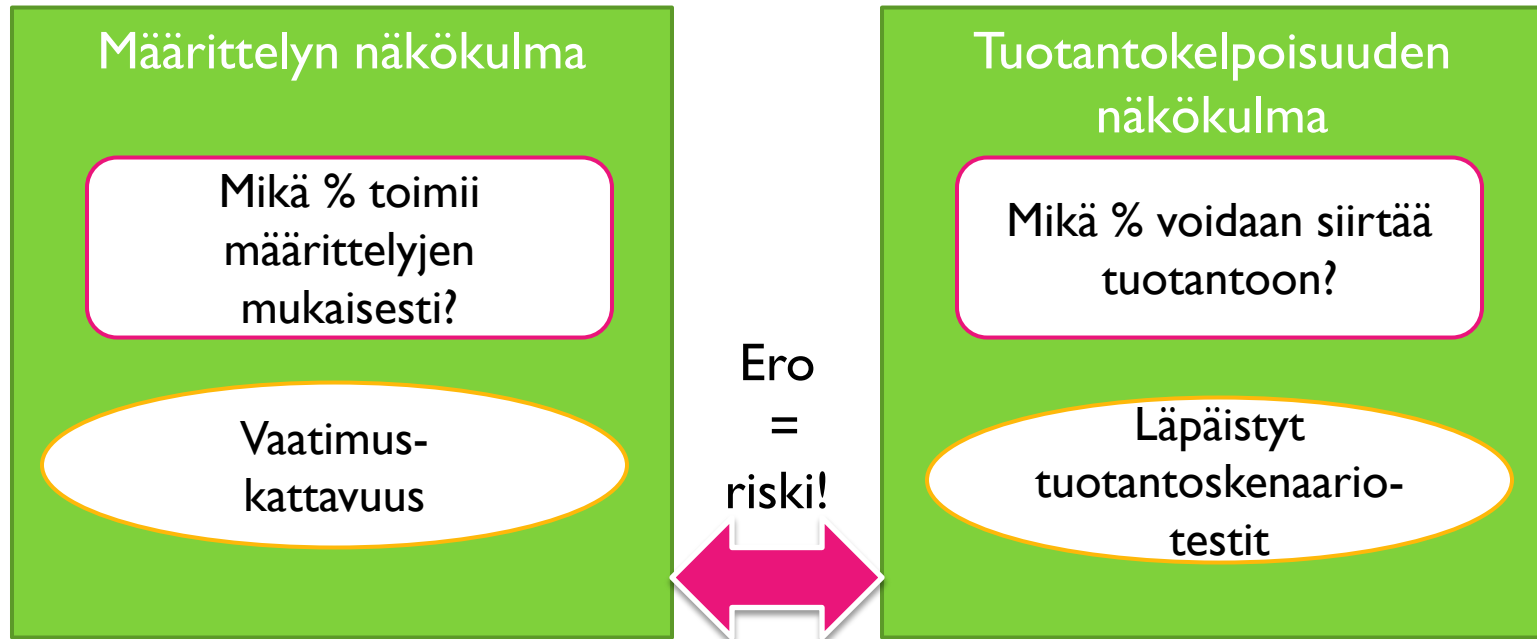 Määrittelyn näkökulma
Mikä % toimii
määrittelyjen
mukaisesti?
Vaatimus-
kattavuus
Ero
=
riski!
Tuotantokelpoisuuden
näkökulma
Mikä % voidaan siirtää
tuotantoon?
Läpäistyt
tuotantoskenaario-
testit